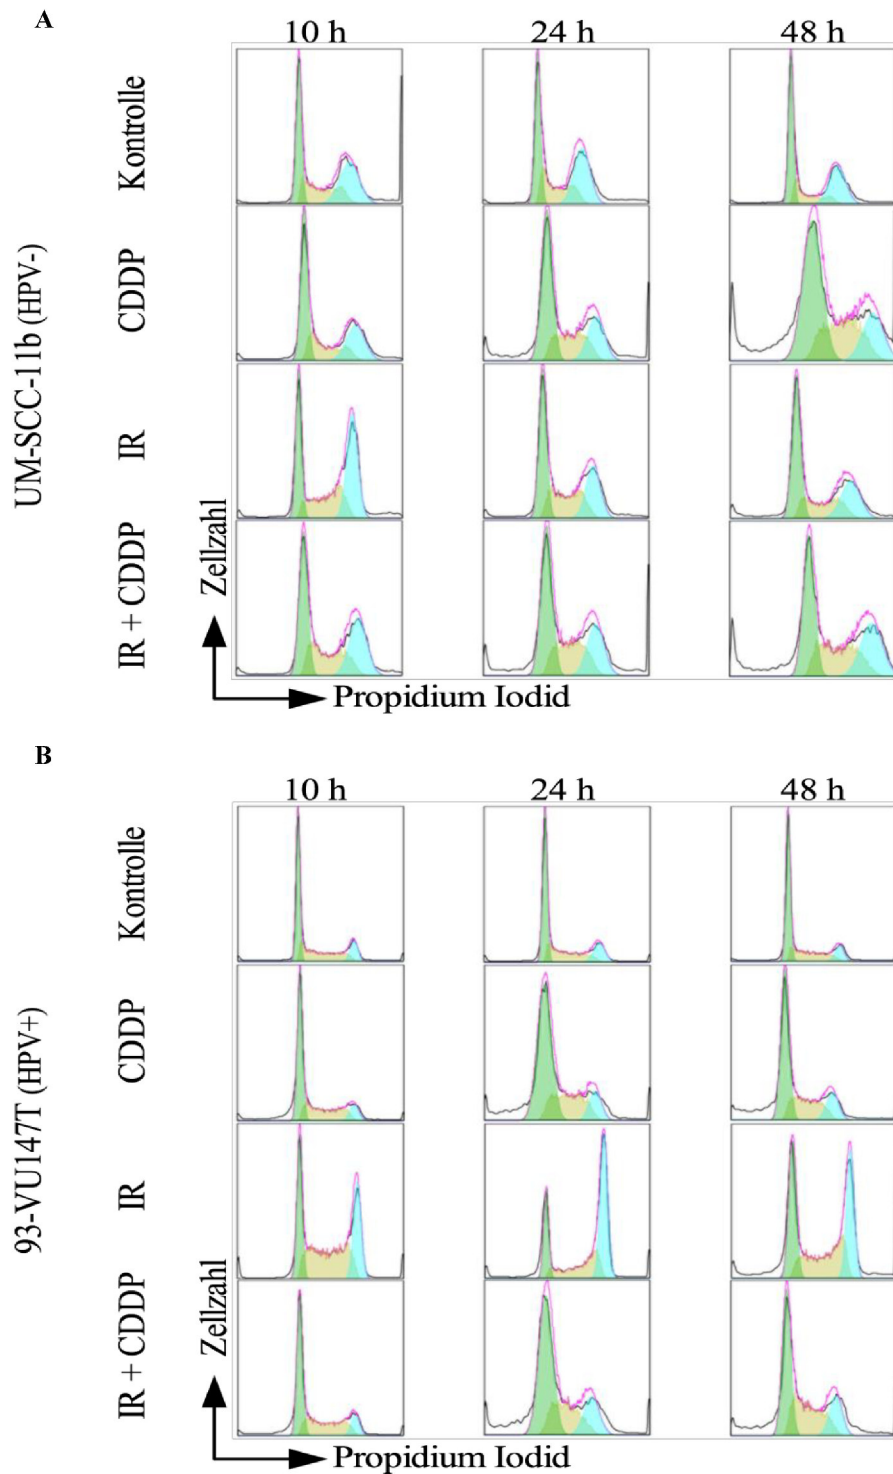 A
10 h 24 h 48 h
Kontrolle
CDDP
IR
IR + CDDP
UM-SCC-11b (HPV-)
Zellzahl
Propidium Iodid
B
10 h 24 h 48 h
Kontrolle
CDDP
IR
IR + CDDP
93-VU147T (HPV+)
Zellzahl
Propidium Iodid